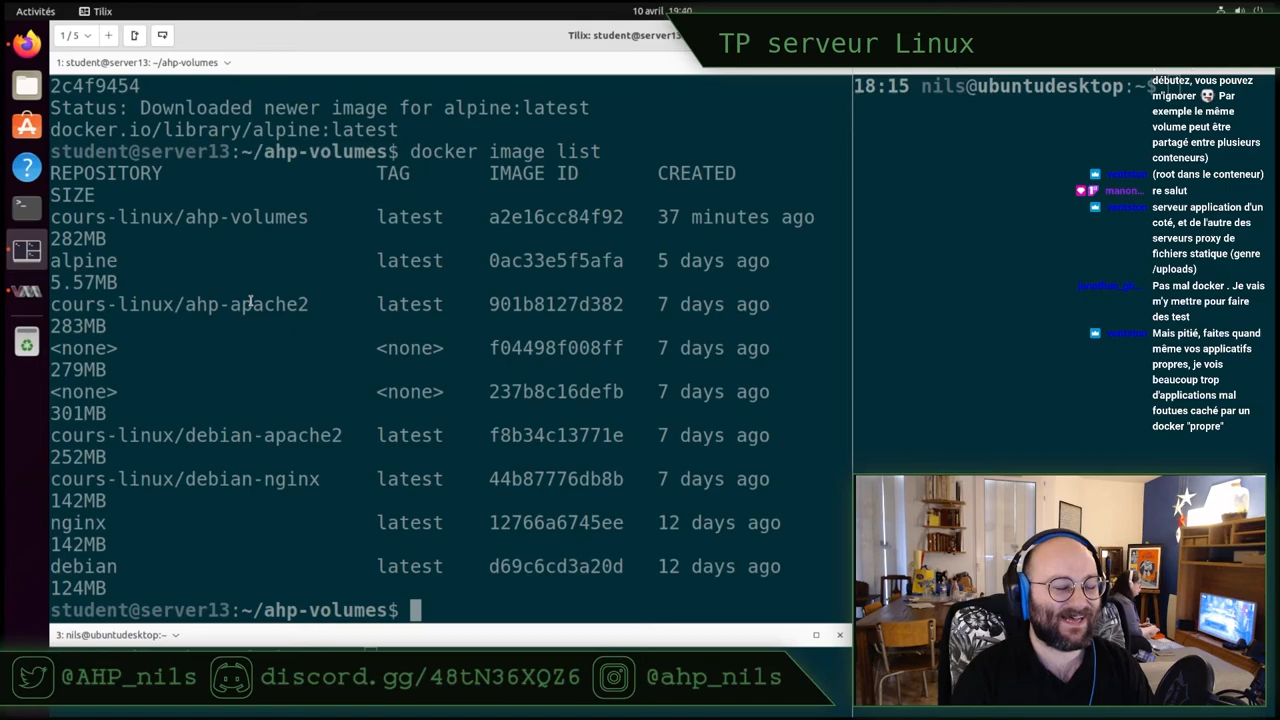 Activités
Tilix
10 avril 19:40
1 / 5
Tilix: student@server13:
TP serveur Linux
1: student@server13: ~/ahp-volumes
2c4f9454
Status: Downloaded newer image for alpine:latest
docker.io/library/alpine:latest
student@server13:~/ahp-volumes$ docker image list
REPOSITORY TAG IMAGE ID CREATED
SIZE
cours-linux/ahp-volumes latest a2e16cc84f92 37 minutes ago
282MB
alpine latest 0ac33e5f5afa 5 days ago
5.57MB
cours-linux/ahp-apache2 latest 901b8127d382 7 days ago
283MB
<none> <none> f04498f008ff 7 days ago
279MB
<none> <none> 237b8c16defb 7 days ago
301MB
cours-linux/debian-apache2 latest f8b34c13771e 7 days ago
252MB
cours-linux/debian-nginx latest 44b87776db8b 7 days ago
142MB
nginx latest 12766a6745ee 12 days ago
142MB
debian latest d69c6cd3a20d 12 days ago
124MB
student@server13:~/ahp-volumes$
3: nils@ubuntudesktop:~
18:15 nils@ubuntudesktop:~$
débutez, vous pouvez
m'ignorer 💀 Par
exemple le même
volume peut être
partagé entre plusieurs
conteneurs)
(root dans le conteneur)
manon... re salut
serveur application d'un
coté, et de l'autre des
serveurs proxy de
fichiers statique (genre
/uploads)
Pas mal docker . Je vais
m'y mettre pour faire
des test
Mais pitié, faites quand
même vos applicatifs
propres, je vois
beaucoup trop
d'applications mal
foutues caché par un
docker "propre"
@AHP_nils
discord.gg/48tN36XQZ6
@ahp_nils